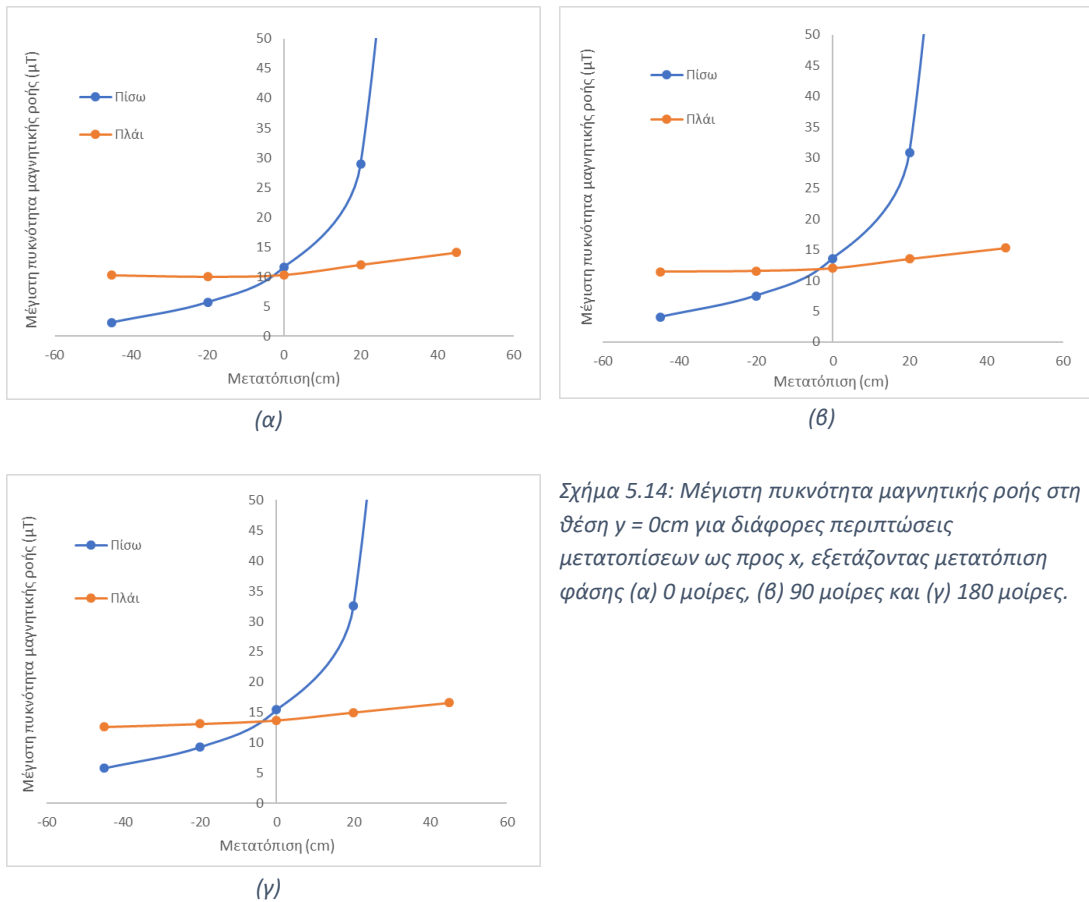 Μέγιστη πυκνότητα μαγνητικής ροής (μT)
50
45
40
35
30
25
20
15
10
5
0
Πίσω
Πλάι
-60
-40
-20
0
20
40
60
Μετατόπιση(cm)
(α)
Μέγιστη πυκνότητα μαγνητικής ροής (μT)
50
45
40
35
30
25
20
15
10
5
0
Πίσω
Πλάι
-60
-40
-20
0
20
40
60
Μετατόπιση (cm)
(β)
Μέγιστη πυκνότητα μαγνητικής ροής (μT)
50
45
40
35
30
25
20
15
10
5
0
Πίσω
Πλάι
-60
-40
-20
0
20
40
60
Μετατόπιση (cm)
(γ)
Σχήμα 5.14: Μέγιστη πυκνότητα μαγνητικής ροής στη
θέση y = 0cm για διάφορες περιπτώσεις
μετατοπίσεων ως προς x, εξετάζοντας μετατόπιση
φάσης (α) 0 μοίρες, (β) 90 μοίρες και (γ) 180 μοίρες.